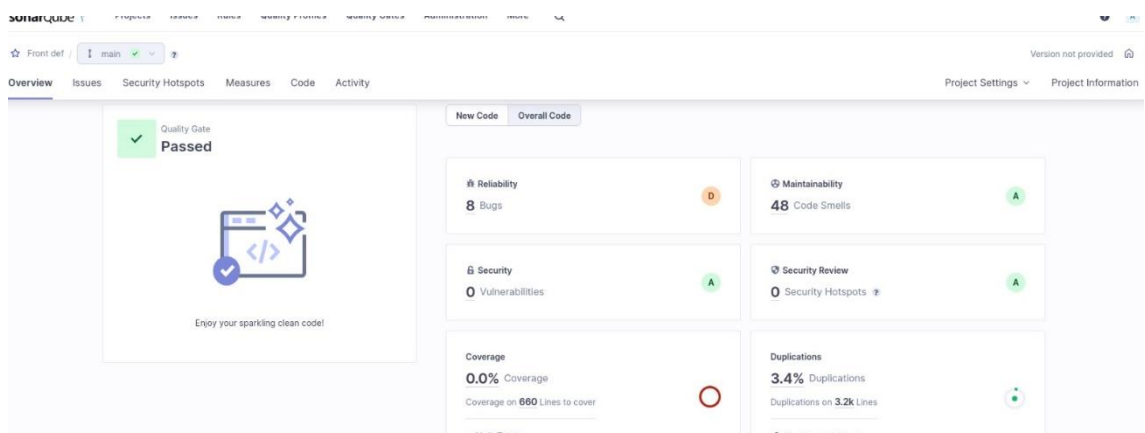 sonarqube
Projects Issues Rules Quality Profiles Quality Gates Administration More
Front def / main
Version not provided
Overview Issues Security Hotspots Measures Code Activity
Project Settings Project Information
Quality Gate
Passed
</>
Enjoy your sparkling clean code!
New Code Overall Code
Reliability
8 Bugs
D
Maintainability
48 Code Smells
A
Security
0 Vulnerabilities
A
Security Review
0 Security Hotspots ?
A
Coverage
0.0% Coverage
Coverage on 660 Lines to cover
Duplications
3.4% Duplications
Duplications on 3.2k Lines